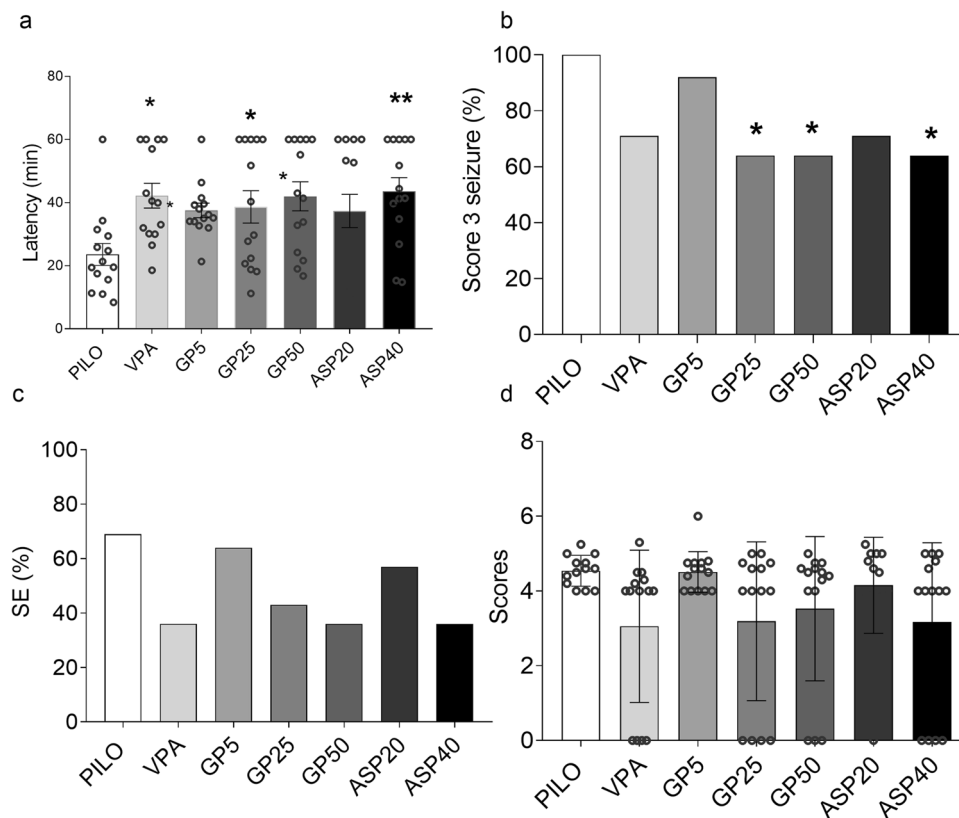 a
Latency (min)
80
60
40
20
0
*
*
*
*
**
PILO
VPA
GP5
GP25
GP50
ASP20
ASP40
b
Score 3 seizure (%)
100
80
60
40
20
0
*
*
*
PILO
VPA
GP5
GP25
GP50
ASP20
ASP40
c
SE (%)
100
80
60
40
20
0
PILO
VPA
GP5
GP25
GP50
ASP20
ASP40
d
Scores
8
6
4
2
0
PILO
VPA
GP5
GP25
GP50
ASP20
ASP40